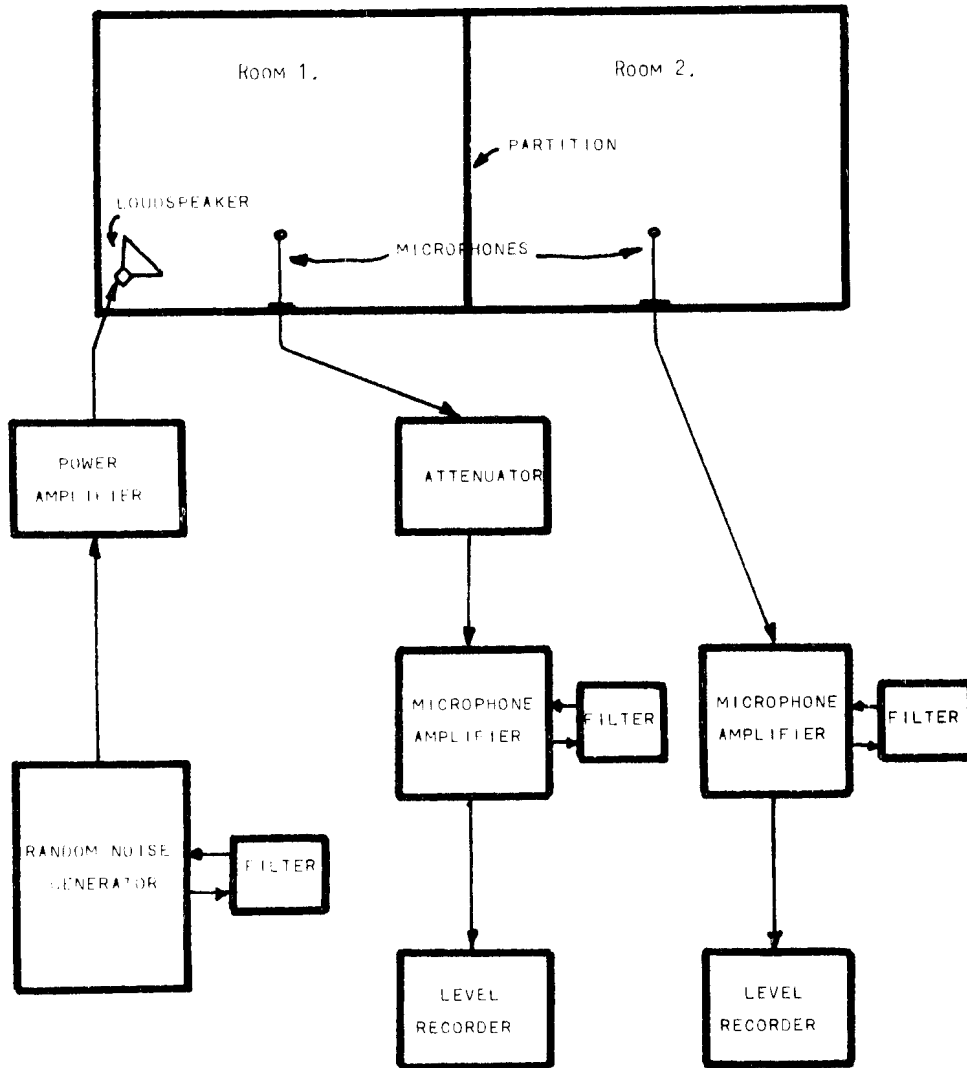 ROOM 1.
ROOM 2.
PARTITION
LOUDSPEAKER
MICROPHONES
POWER
AMPLIFIER
ATTENUATOR
MICROPHONE
AMPLIFIER
FILTER
MICROPHONE
AMPLIFIER
FILTER
RANDOM NOISE
GENERATOR
FILTER
LEVEL
RECORDER
LEVEL
RECORDER